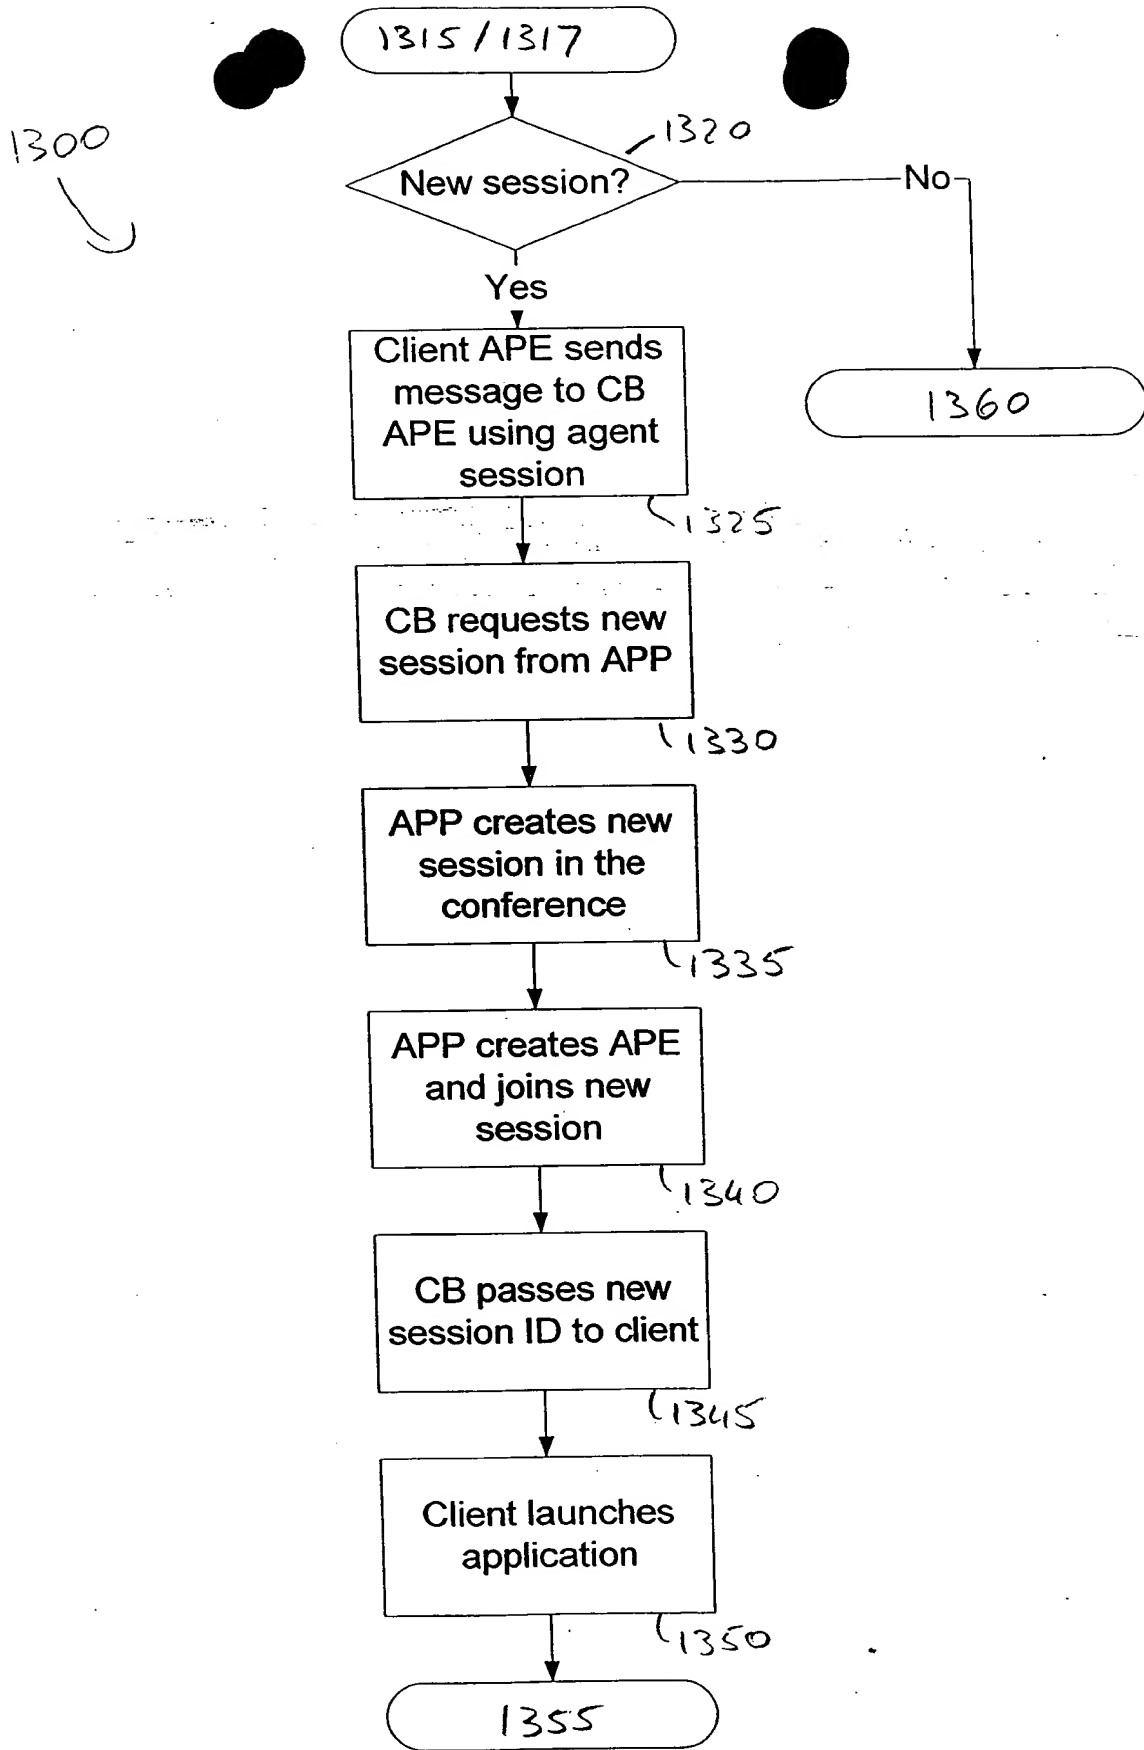 1315 / 1317
1300
1320
New session?
No
Yes
Client APE sends
message to CB
APE using agent
session
1360
1325
CB requests new
session from APP
1330
APP creates new
session in the
conference
1335
APP creates APE
and joins new
session
1340
CB passes new
session ID to client
1345
Client launches
application
1350
1355